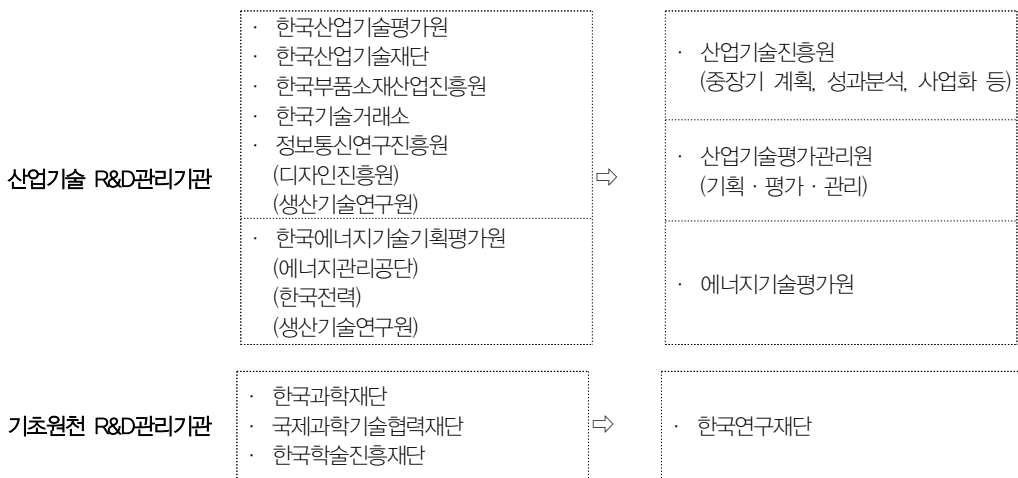 산업기술 R&D관리기관
· 한국산업기술평가원
· 한국산업기술재단
· 한국부품소재산업진흥원
· 한국기술거래소
· 정보통신연구진흥원
(디자인진흥원)
(생산기술연구원)
· 한국에너지기술기획평가원
(에너지관리공단)
(한국전력)
(생산기술연구원)
⇨
· 산업기술진흥원
(중장기 계획, 성과분석, 사업화 등)
· 산업기술평가관리원
(기획 · 평가 · 관리)
· 에너지기술평가원
기초원천 R&D관리기관
· 한국과학재단
· 국제과학기술협력재단
· 한국학술진흥재단
⇨
· 한국연구재단